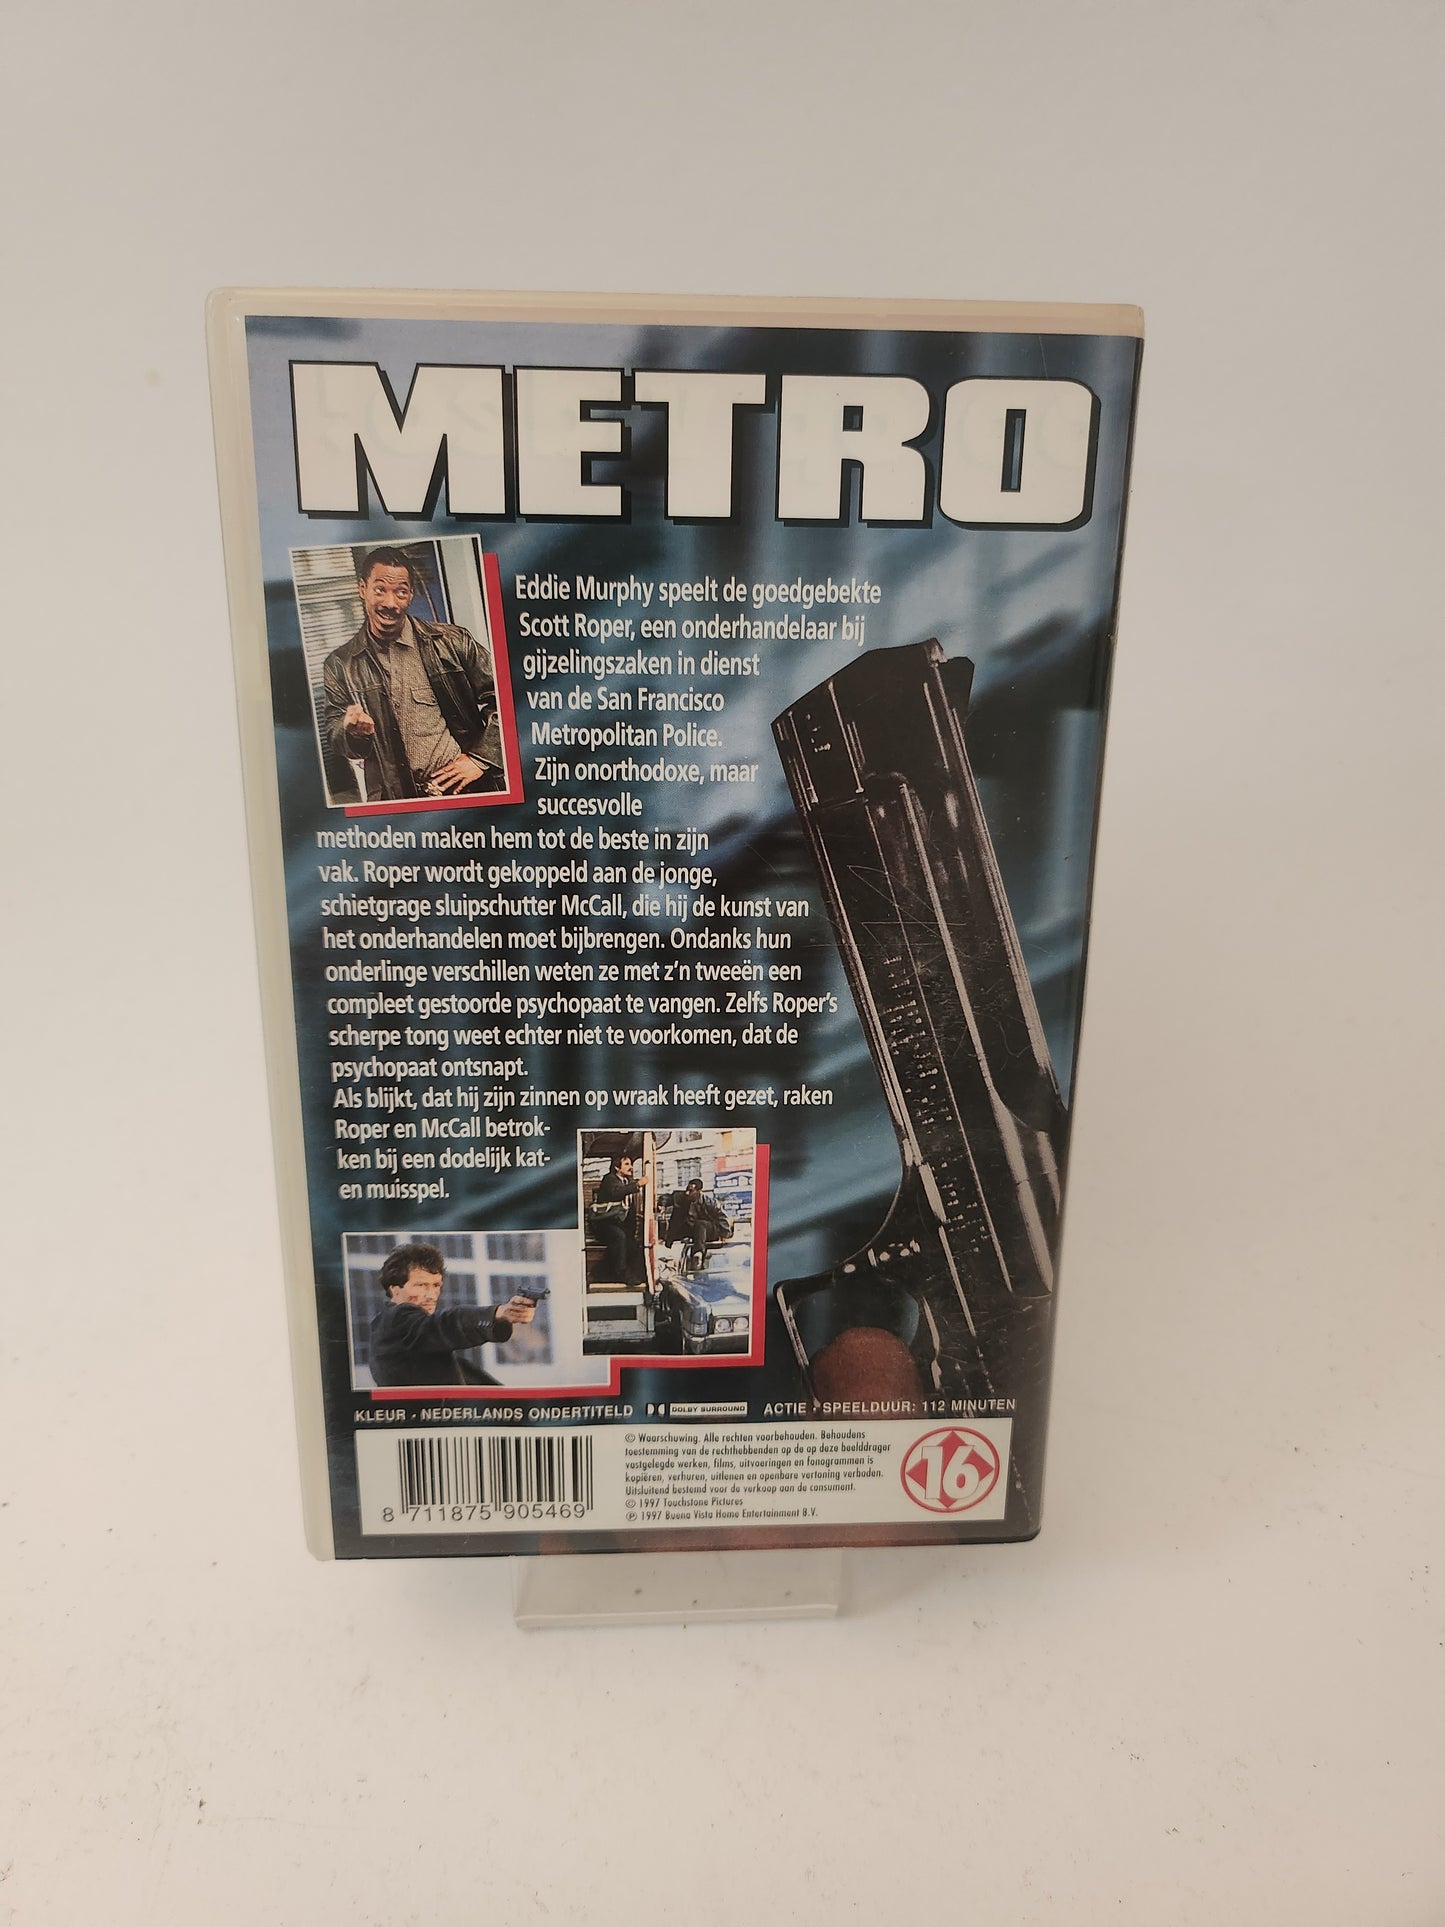 METRO
Eddie Murphy speelt de goedgebekte
Scott Roper, een onderhandelaar bij
gijzelingszaken in dienst
van de San Francisco
Metropolitan Police.
Zijn onorthodoxe, maar
succesvolle
methoden maken hem tot de beste in zijn
vak. Roper wordt gekoppeld aan de jonge,
schietgrage sluipschutter McCall, die hij de kunst van
het onderhandelen moet bijbrengen. Ondanks hun
onderlinge verschillen weten ze met z'n tweeën een
compleet gestoorde psychopaat te vangen. Zelfs Roper's
scherpe tong weet echter niet te voorkomen, dat de
psychopaat ontsnapt.
Als blijkt, dat hij zijn zinnen op wraak heeft gezet, raken
Roper en McCall betrok-
ken bij een dodelijk kat-
en muisspel.
KLEUR · NEDERLANDS ONDERTITELD DOLBY SURROUND ACTIE · SPEELDUUR: 112 MINUTEN
© Waarschuwing. Alle rechten voorbehouden. Behoudens
toestemming van de rechthebbenden op de op deze beelddrager
vastgelegde werken, films, uitvoeringen en fonogrammen is
kopiëren, verhuren, uitlenen en openbare vertoning verboden.
Uitsluitend bestemd voor de verkoop aan de consument.
© 1997 Touchstone Pictures
℗ 1997 Buena Vista Home Entertainment B.V.
16
8 711875 905469